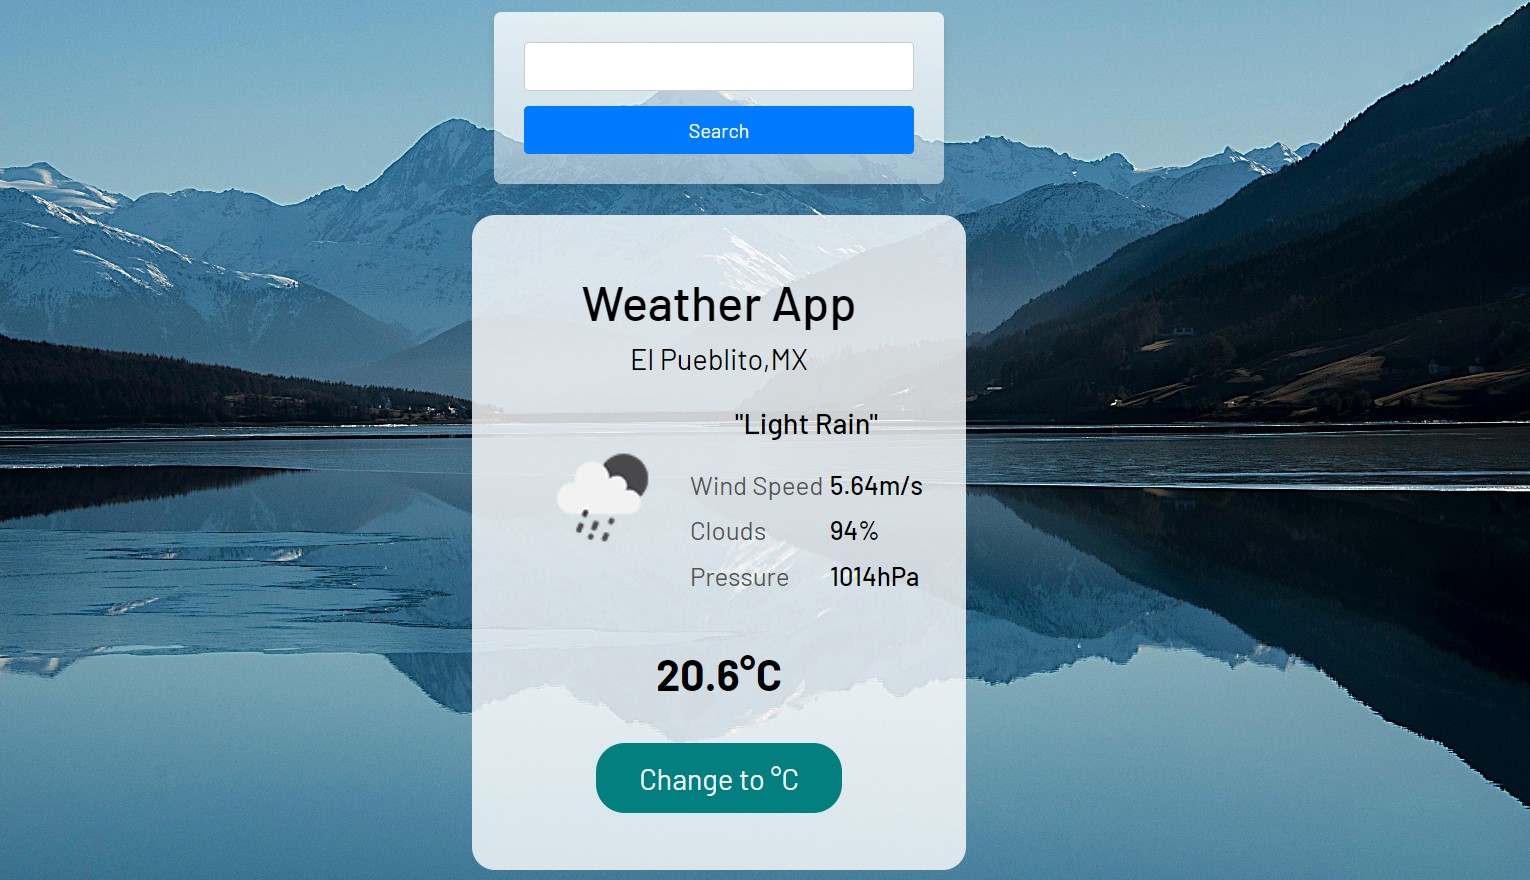 Search
Weather App
El Pueblito,MX
"Light Rain"
Wind Speed 5.64m/s
Clouds 94%
Pressure 1014hPa
20.6°C
Change to °C